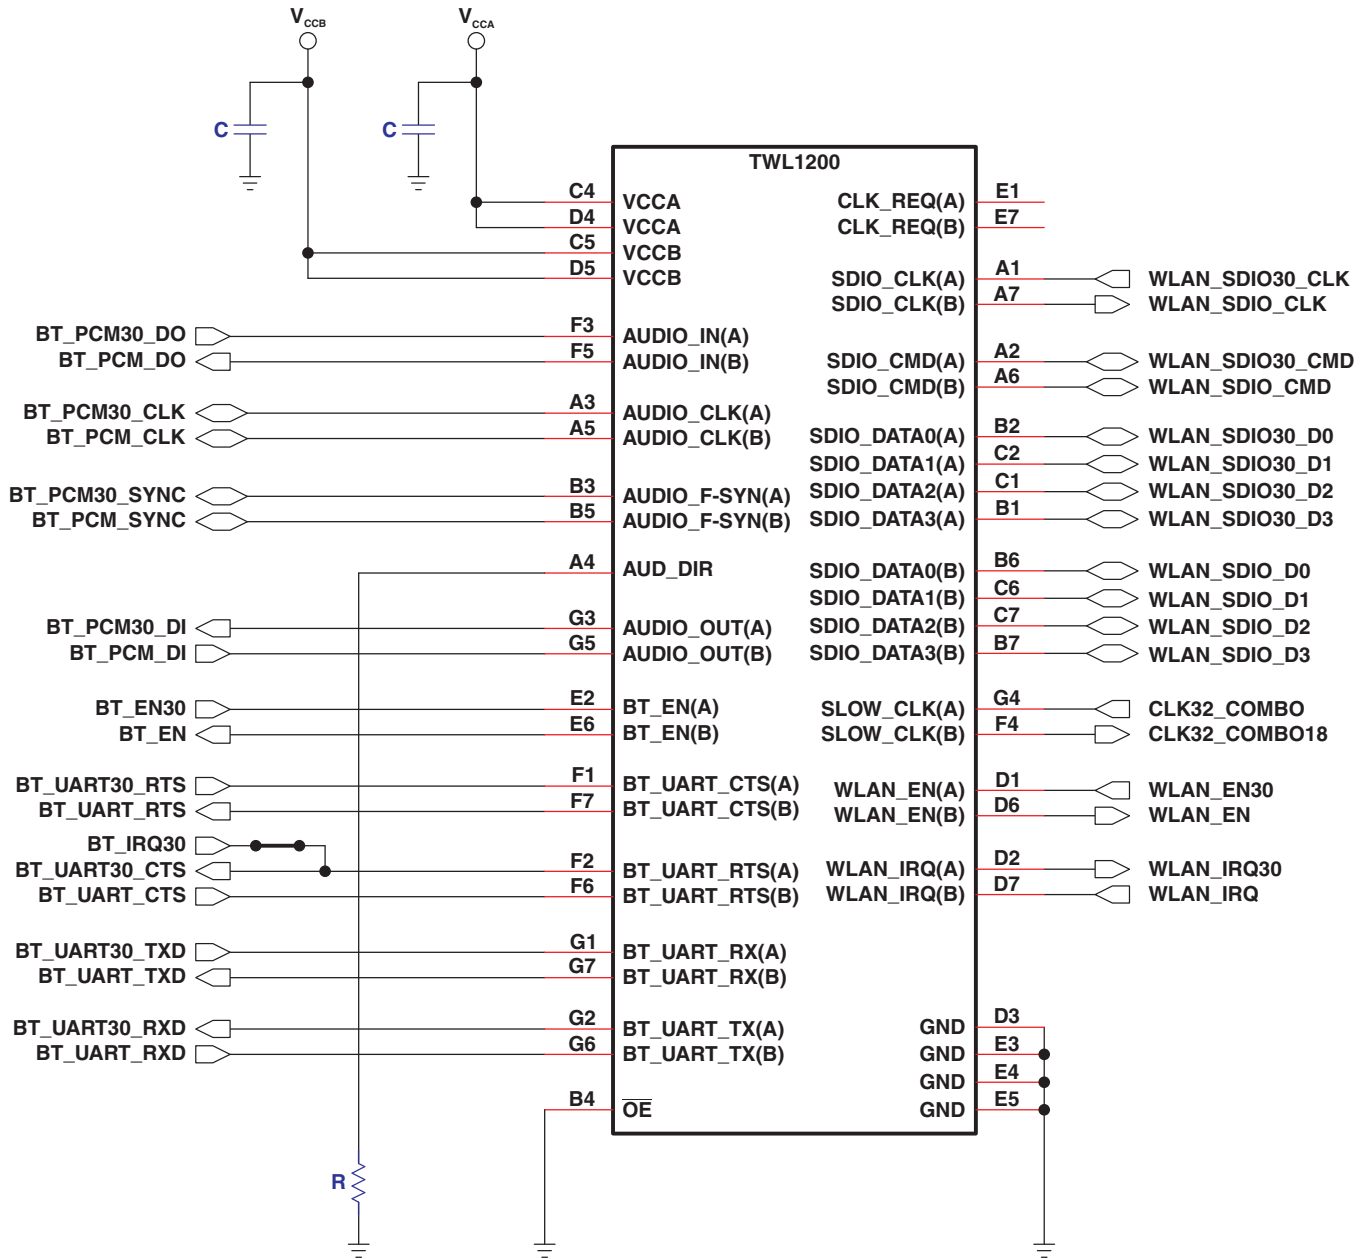 V_CCB V_CCA
C C
TWL1200
C4 VCCA CLK_REQ(A) E1
D4 VCCA CLK_REQ(B) E7
C5 VCCB
D5 VCCB SDIO_CLK(A) A1 WLAN_SDIO30_CLK
SDIO_CLK(B) A7 WLAN_SDIO_CLK
BT_PCM30_DO F3 AUDIO_IN(A)
BT_PCM_DO F5 AUDIO_IN(B) SDIO_CMD(A) A2 WLAN_SDIO30_CMD
SDIO_CMD(B) A6 WLAN_SDIO_CMD
BT_PCM30_CLK A3 AUDIO_CLK(A)
BT_PCM_CLK A5 AUDIO_CLK(B) SDIO_DATA0(A) B2 WLAN_SDIO30_D0
SDIO_DATA1(A) C2 WLAN_SDIO30_D1
BT_PCM30_SYNC B3 AUDIO_F-SYN(A) SDIO_DATA2(A) C1 WLAN_SDIO30_D2
BT_PCM_SYNC B5 AUDIO_F-SYN(B) SDIO_DATA3(A) B1 WLAN_SDIO30_D3
A4 AUD_DIR SDIO_DATA0(B) B6 WLAN_SDIO_D0
SDIO_DATA1(B) C6 WLAN_SDIO_D1
BT_PCM30_DI G3 AUDIO_OUT(A) SDIO_DATA2(B) C7 WLAN_SDIO_D2
BT_PCM_DI G5 AUDIO_OUT(B) SDIO_DATA3(B) B7 WLAN_SDIO_D3
BT_EN30 E2 BT_EN(A) SLOW_CLK(A) G4 CLK32_COMBO
BT_EN E6 BT_EN(B) SLOW_CLK(B) F4 CLK32_COMBO18
BT_UART30_RTS F1 BT_UART_CTS(A) WLAN_EN(A) D1 WLAN_EN30
BT_UART_RTS F7 BT_UART_CTS(B) WLAN_EN(B) D6 WLAN_EN
BT_IRQ30
BT_UART30_CTS F2 BT_UART_RTS(A) WLAN_IRQ(A) D2 WLAN_IRQ30
BT_UART_CTS F6 BT_UART_RTS(B) WLAN_IRQ(B) D7 WLAN_IRQ
BT_UART30_TXD G1 BT_UART_RX(A)
BT_UART_TXD G7 BT_UART_RX(B)
BT_UART30_RXD G2 BT_UART_TX(A) GND D3
BT_UART_RXD G6 BT_UART_TX(B) GND E3
GND E4
B4 OE GND E5
R